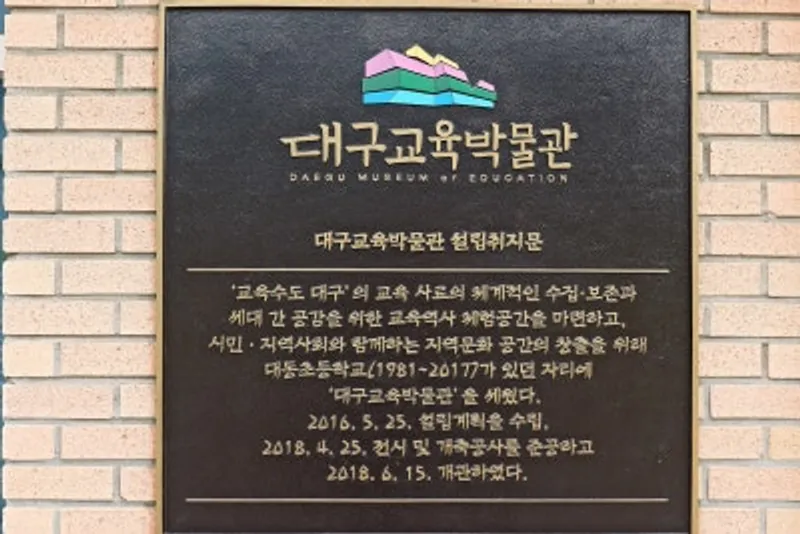 대구교육박물관
DAEGU MUSEUM OF EDUCATION
대구교육박물관 설립취지문
'교육수도 대구'의 교육 사료의 체계적인 수집·보존과
세대 간 공감을 위한 교육역사 체험공간을 마련하고,
시민·지역사회와 함께하는 지역문화 공간의 창출을 위해
대동초등학교(1981~2017)가 있던 자리에
'대구교육박물관'을 세웠다.
2016. 5. 25. 설립계획을 수립,
2018. 4. 25. 전시 및 개축공사를 준공하고
2018. 6. 15. 개관하였다.